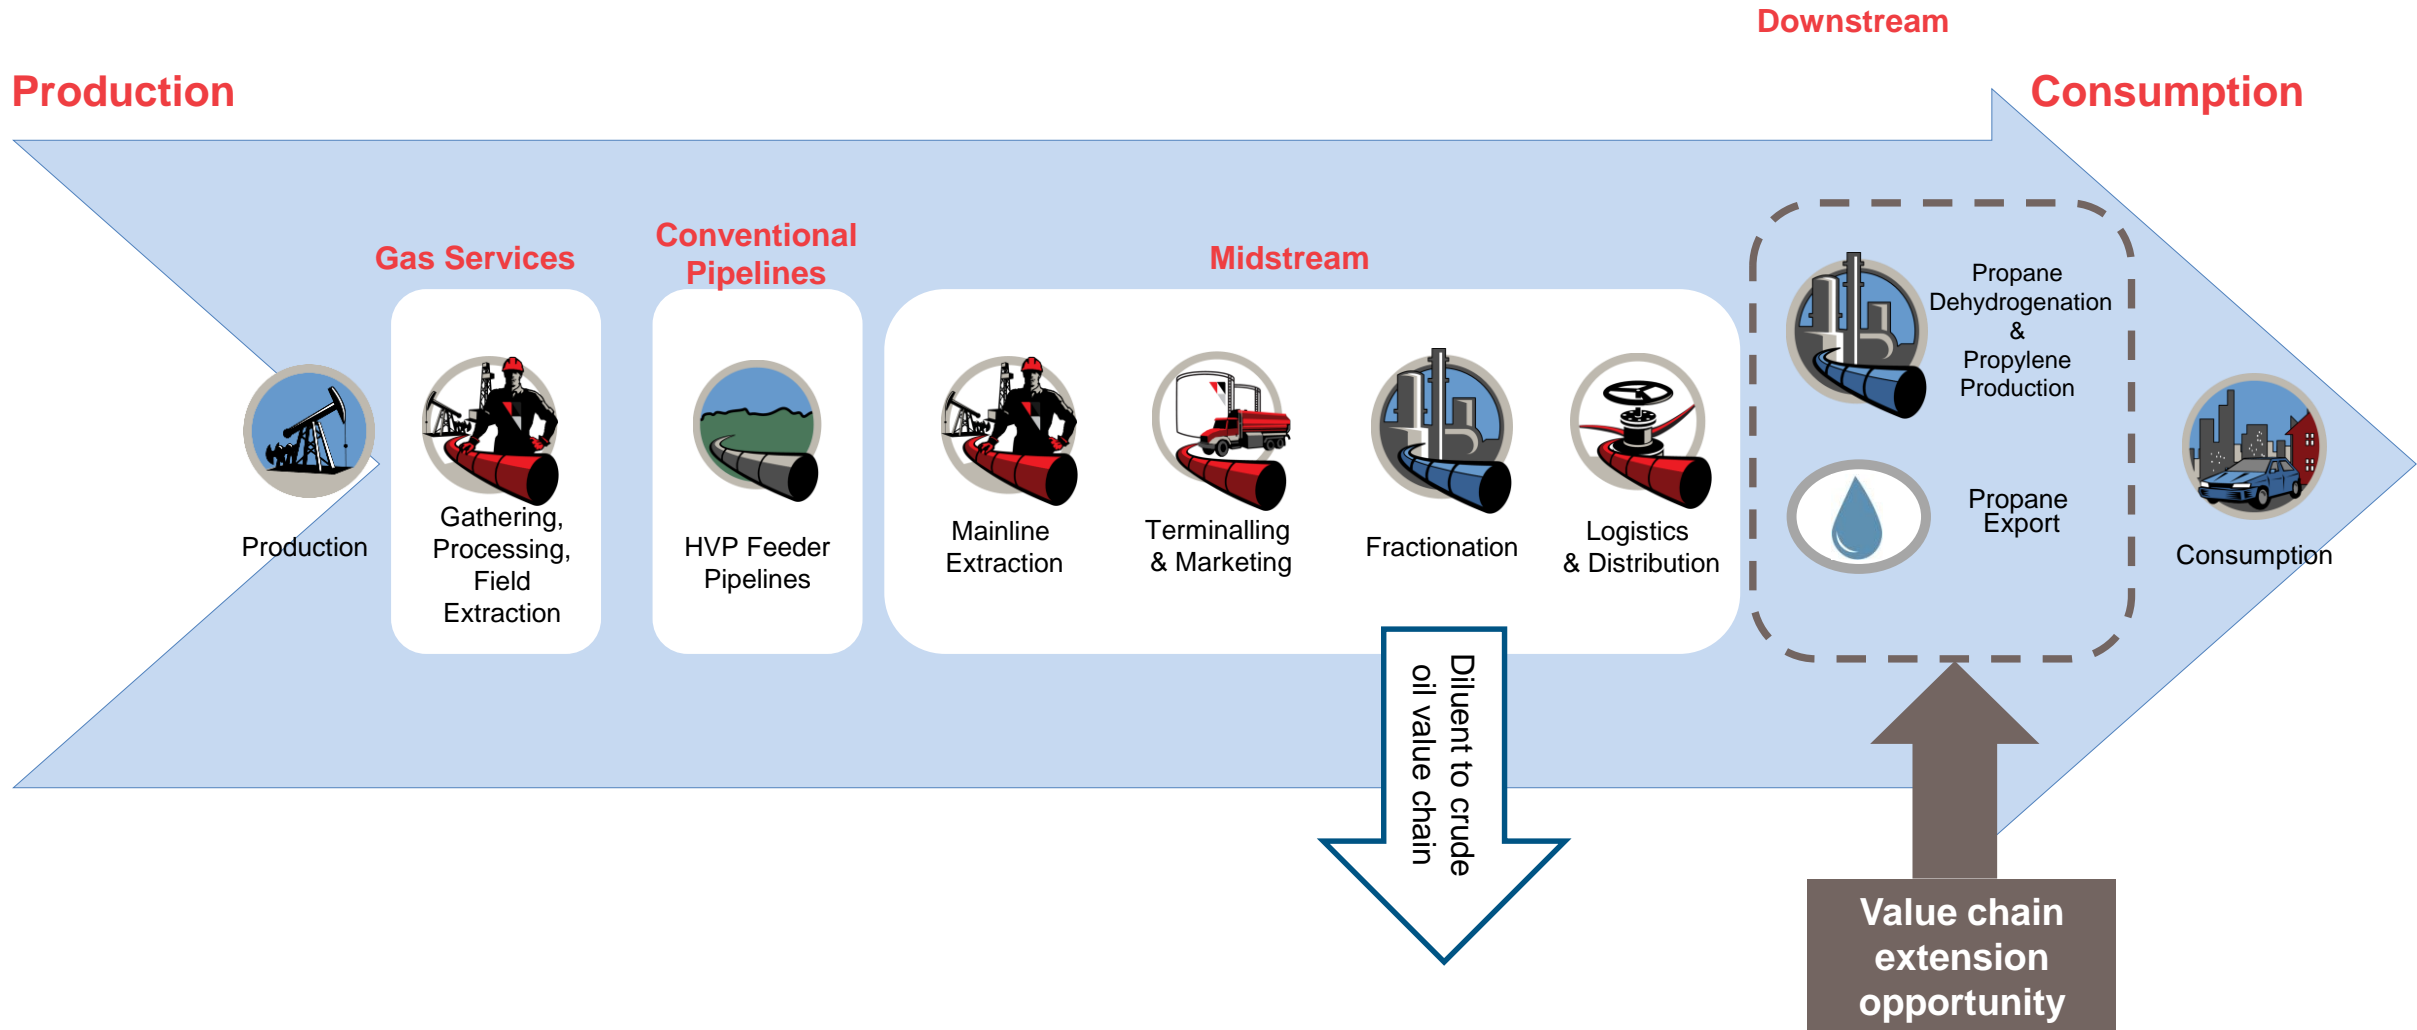 Downstream
Production
Consumption
Gas Services
Conventional
Pipelines
Midstream
Production
Gathering,
Processing,
Field
Extraction
HVP Feeder
Pipelines
Mainline
Extraction
Terminalling
& Marketing
Fractionation
Logistics
& Distribution
Propane
Dehydrogenation
&
Propylene
Production
Propane
Export
Consumption
Diluent to crude
oil value chain
Value chain
extension
opportunity